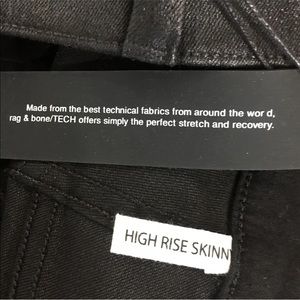 Made from the best technical fabrics from around the wor d,
rag & bone/TECH offers simply the perfect stretch and recovery.
HIGH RISE SKINN